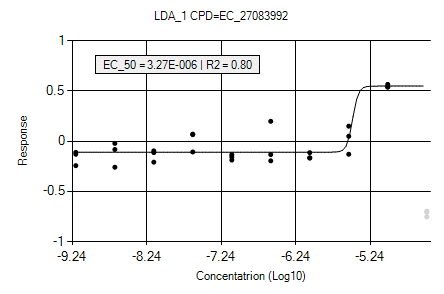 LDA_1 CPD=EC_27083992
EC_50 = 3.27E-006 | R2 = 0.80
1
0.5
0
-0.5
-1
Response
-9.24 -8.24 -7.24 -6.24 -5.24
Concentatrion (Log10)